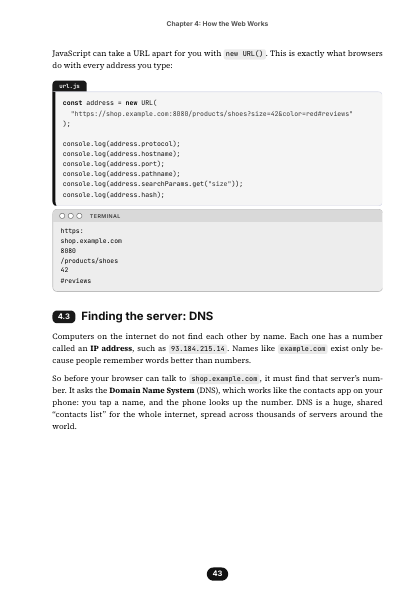 Chapter 4: How the Web Works
JavaScript can take a URL apart for you with new URL(). This is exactly what browsers
do with every address you type:
url.js
const address = new URL(
"https://shop.example.com:8080/products/shoes?size=42&color=red#reviews"
);
console.log(address.protocol);
console.log(address.hostname);
console.log(address.port);
console.log(address.pathname);
console.log(address.searchParams.get("size"));
console.log(address.hash);
TERMINAL
https:
shop.example.com
8080
/products/shoes
42
#reviews
4.3 Finding the server: DNS
Computers on the internet do not find each other by name. Each one has a number
called an IP address, such as 93.184.215.14. Names like example.com exist only be-
cause people remember words better than numbers.
So before your browser can talk to shop.example.com, it must find that server's num-
ber. It asks the Domain Name System (DNS), which works like the contacts app on your
phone: you tap a name, and the phone looks up the number. DNS is a huge, shared
“contacts list” for the whole internet, spread across thousands of servers around the
world.
43